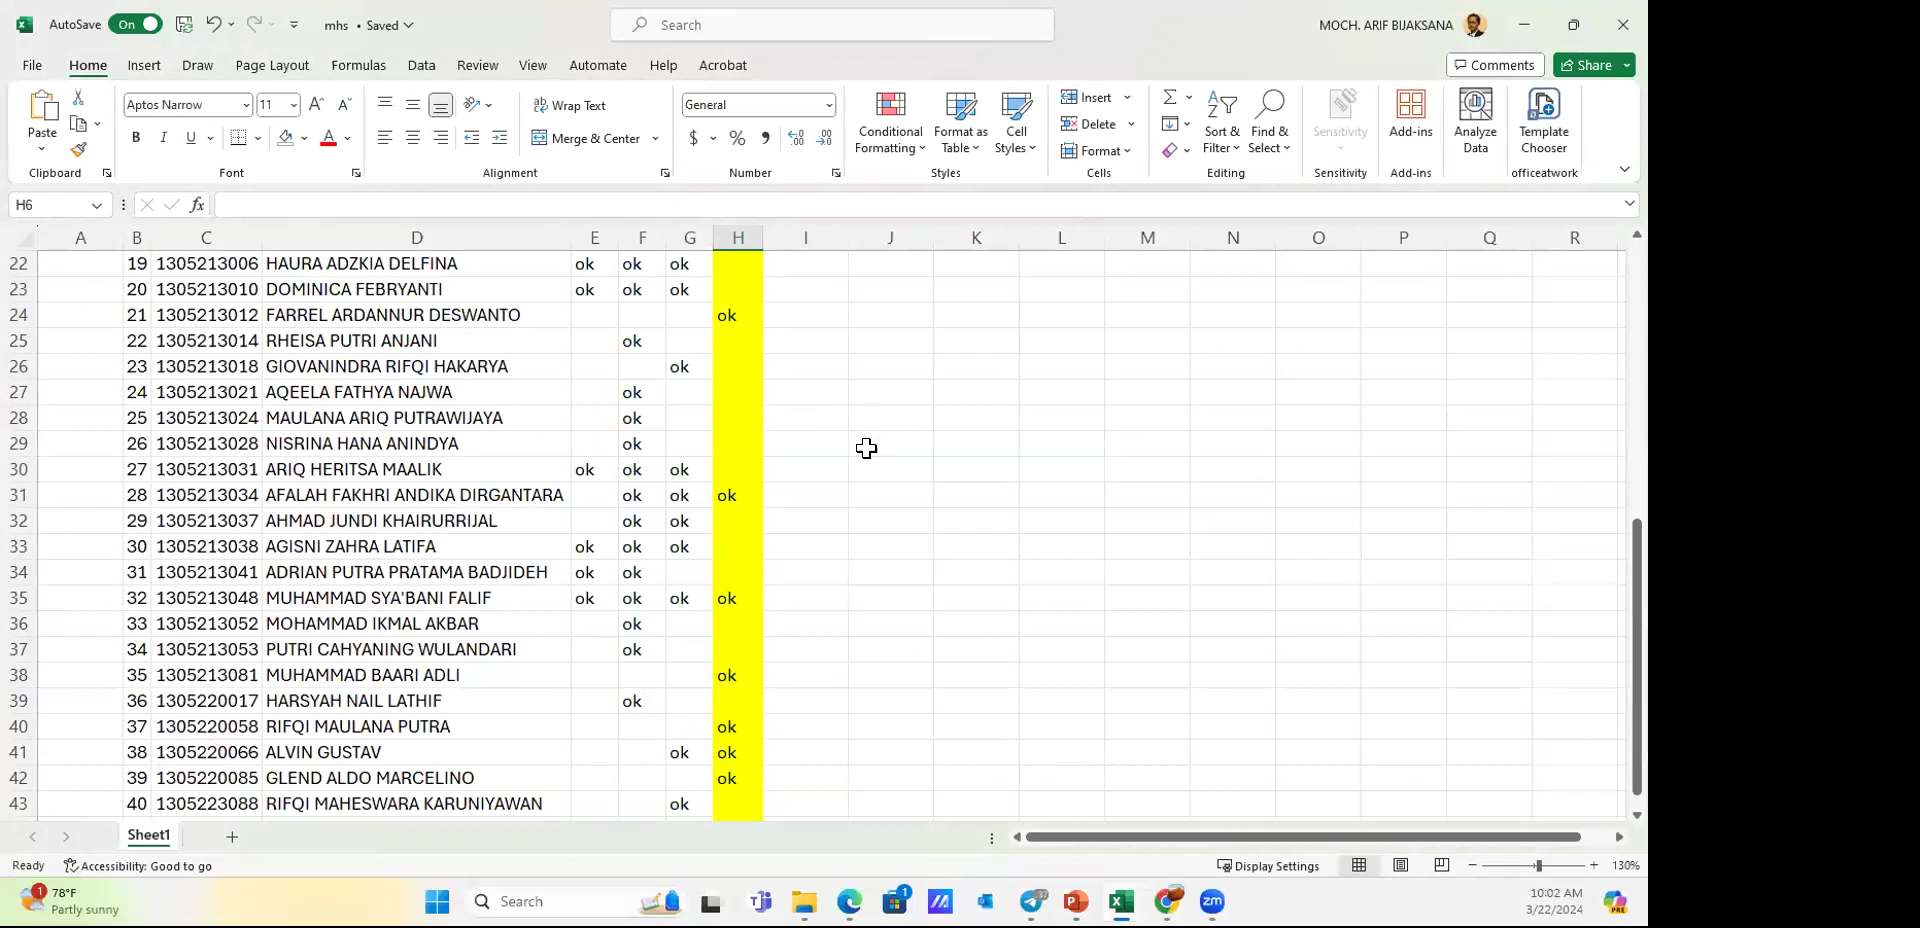 AutoSave On mhs • Saved Search MOCH. ARIF BIJAKSANA
File Home Insert Draw Page Layout Formulas Data Review View Automate Help Acrobat Comments Share
Paste Aptos Narrow 11 A A Wrap Text General Conditional Formatting Format as Table Cell Styles Insert Sort & Filter Find & Select Sensitivity Add-ins Analyze Data Template Chooser
B I U A Merge & Center $ % Delete
Format
Clipboard Font Alignment Number Styles Cells Editing Sensitivity Add-ins officeatwork
H6 fx
A B C D E F G H I J K L M N O P Q R
22 19 1305213006 HAURA ADZKIA DELFINA ok ok ok
23 20 1305213010 DOMINICA FEBRYANTI ok ok ok
24 21 1305213012 FARREL ARDANNUR DESWANTO ok
25 22 1305213014 RHEISA PUTRI ANJANI ok
26 23 1305213018 GIOVANINDRA RIFQI HAKARYA ok
27 24 1305213021 AQEELA FATHYA NAJWA ok
28 25 1305213024 MAULANA ARIQ PUTRAWIJAYA ok
29 26 1305213028 NISRINA HANA ANINDYA ok
30 27 1305213031 ARIQ HERITSA MAALIK ok ok ok
31 28 1305213034 AFALAH FAKHRI ANDIKA DIRGANTARA ok ok ok
32 29 1305213037 AHMAD JUNDI KHAIRURRIJAL ok ok
33 30 1305213038 AGISNI ZAHRA LATIFA ok ok ok
34 31 1305213041 ADRIAN PUTRA PRATAMA BADJIDEH ok ok
35 32 1305213048 MUHAMMAD SYA'BANI FALIF ok ok ok ok
36 33 1305213052 MOHAMMAD IKMAL AKBAR ok
37 34 1305213053 PUTRI CAHYANING WULANDARI ok
38 35 1305213081 MUHAMMAD BAARI ADLI ok
39 36 1305220017 HARSYAH NAIL LATHIF ok
40 37 1305220058 RIFQI MAULANA PUTRA ok
41 38 1305220066 ALVIN GUSTAV ok ok
42 39 1305220085 GLEND ALDO MARCELINO ok
43 40 1305223088 RIFQI MAHESWARA KARUNIYAWAN ok
Sheet1
Ready Accessibility: Good to go Display Settings 130%
1 78°F Search 1 37 zm 10:02 AM
Partly sunny 3/22/2024 PRE